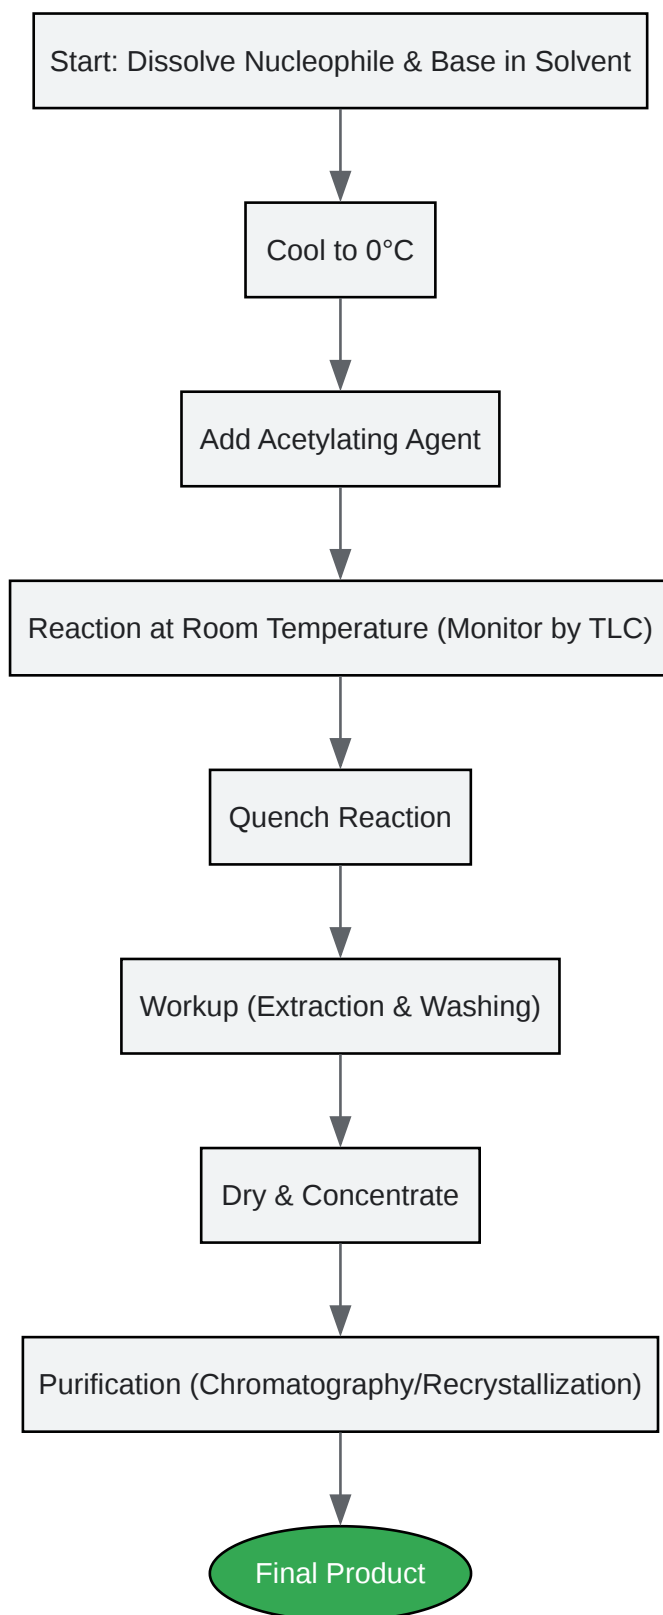 Start: Dissolve Nucleophile & Base in Solvent
Cool to 0°C
Add Acetylating Agent
Reaction at Room Temperature (Monitor by TLC)
Quench Reaction
Workup (Extraction & Washing)
Dry & Concentrate
Purification (Chromatography/Recrystallization)
Final Product